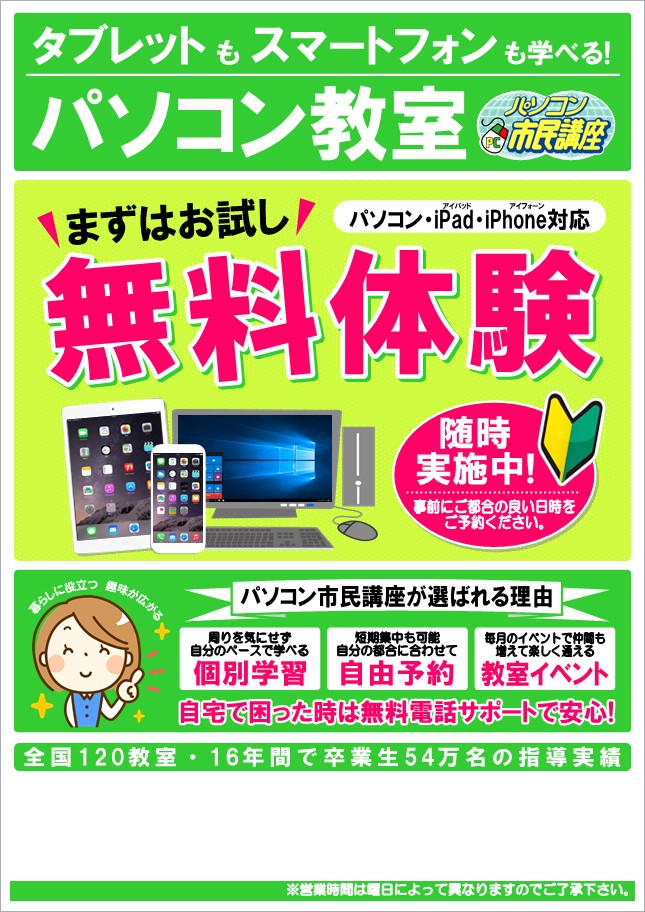 タブレットもスマートフォンも学べる!
パソコン教室
パソコン
PC
市民講座
まずはお試し
アイパッド アイフォーン
パソコン・iPad・iPhone対応
無料体験
随時
実施中!
事前にご都合の良い日時を
ご予約ください。
暮らしに役立つ 趣味が広がる
パソコン市民講座が選ばれる理由
周りを気にせず
自分のペースで学べる
個別学習
短期集中も可能
自分の都合に合わせて
自由予約
毎月のイベントで仲間も
増えて楽しく通える
教室イベント
自宅で困った時は無料電話サポートで安心!
全国120教室・16年間で卒業生54万名の指導実績
※営業時間は曜日によって異なりますのでご了承下さい。